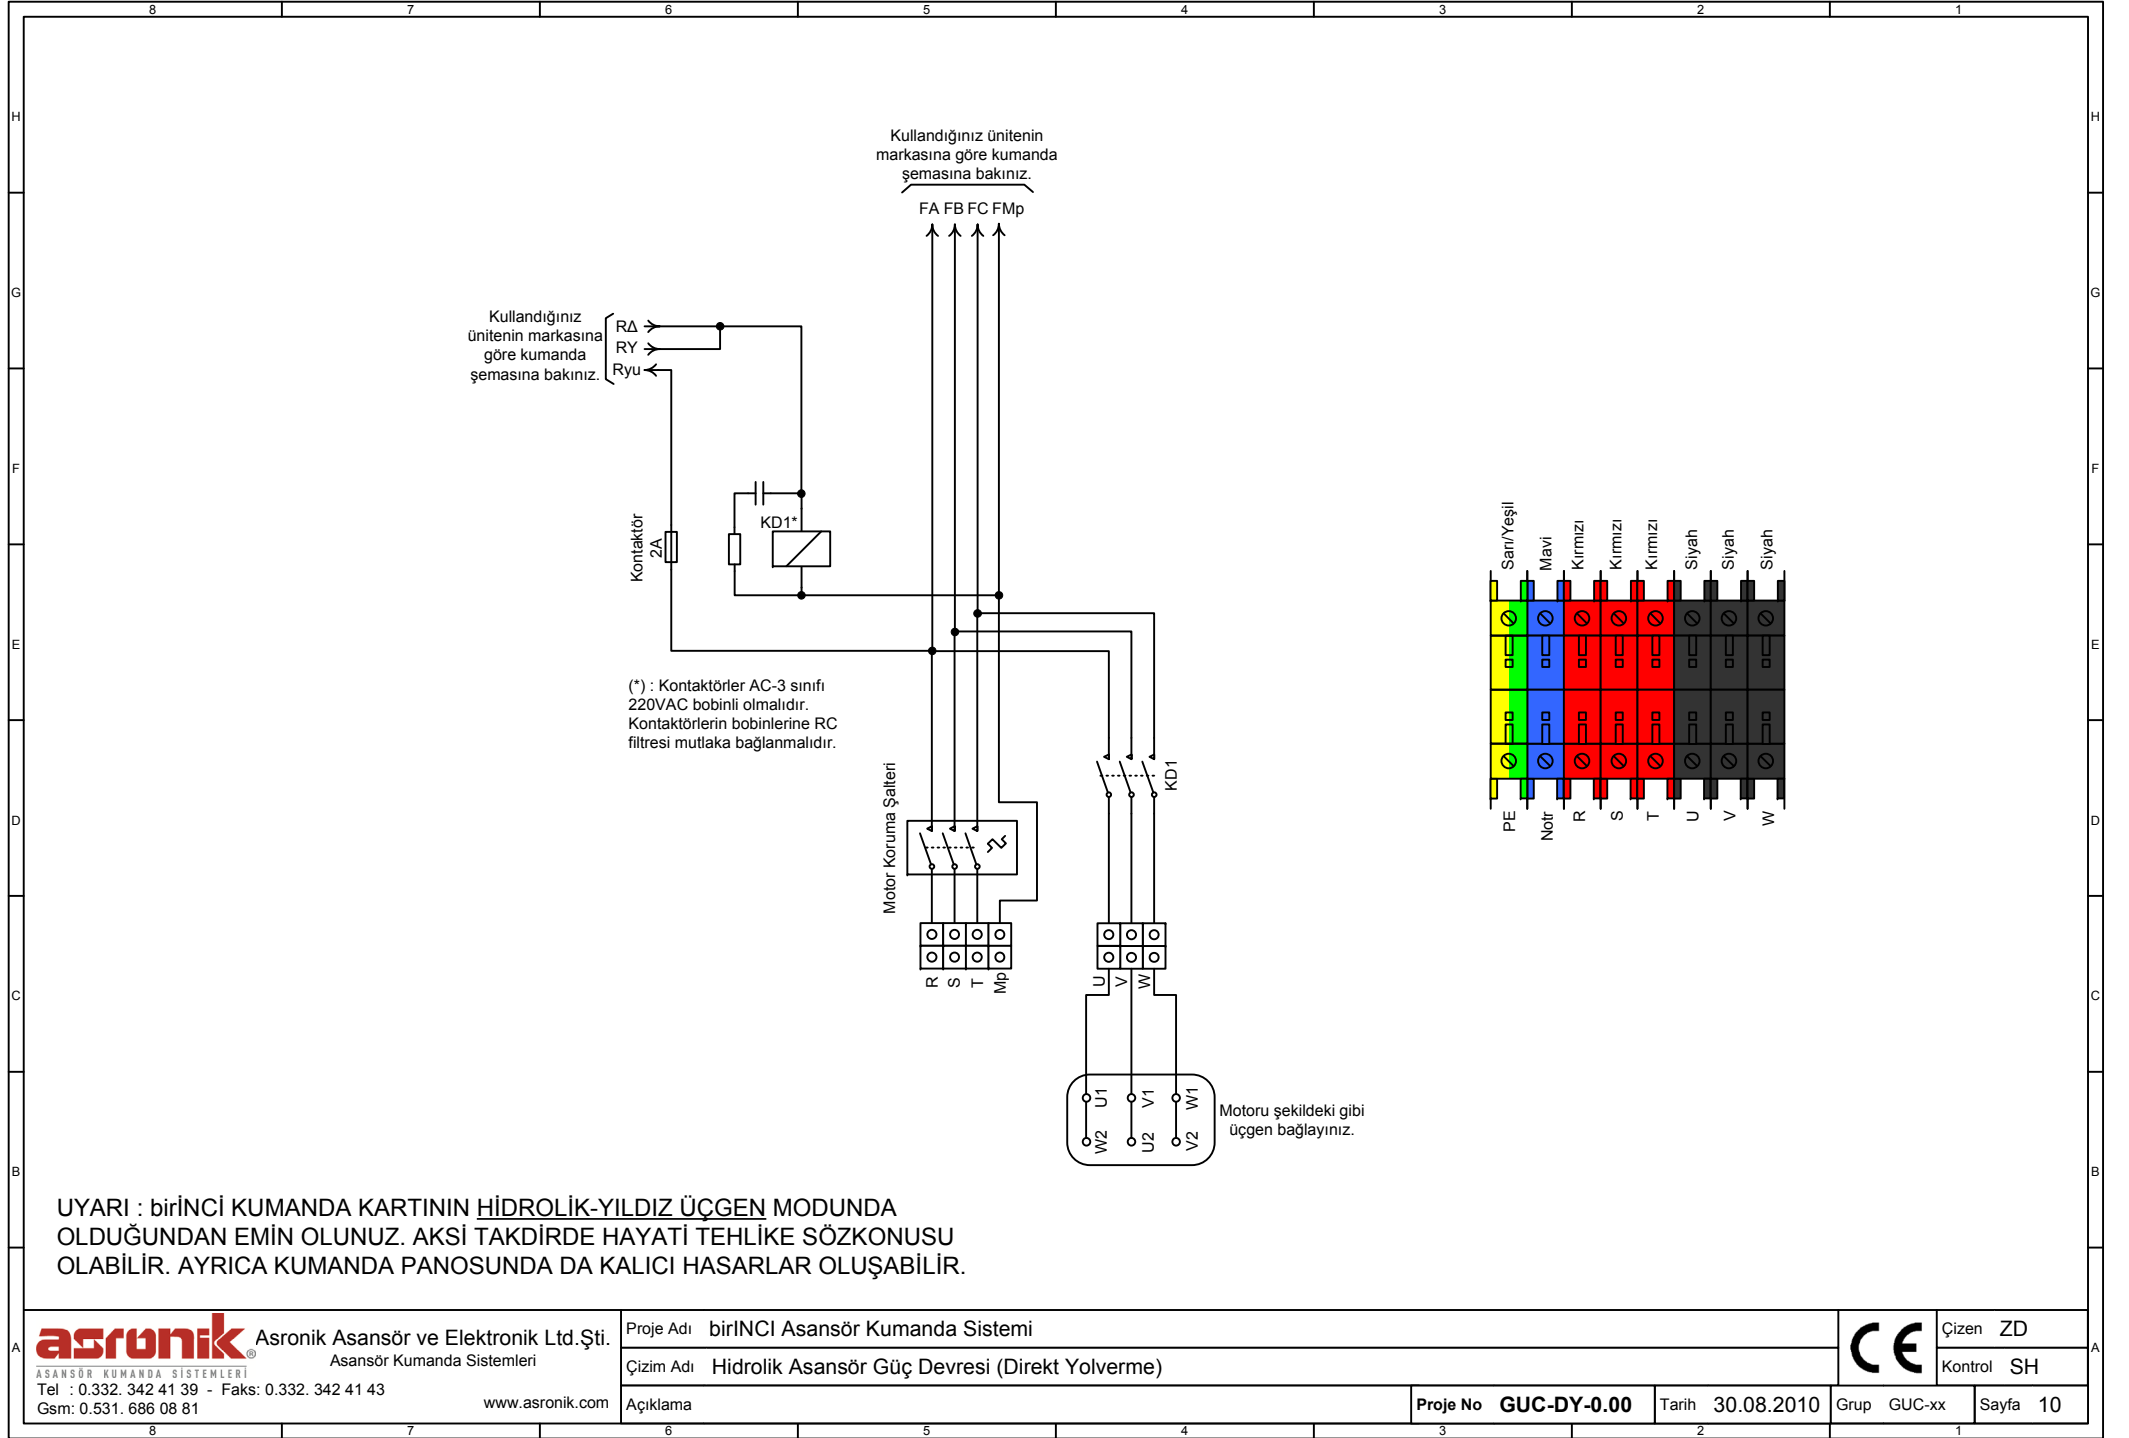 8 7 6 5 4 3 2 1
H H
G G
F F
E E
D D
C C
B B
A A
Kullandığınız ünitenin
markasına göre kumanda
şemasına bakınız.
FA FB FC FMp
Kullandığınız
ünitenin markasına
göre kumanda
şemasına bakınız.
RΔ
RY
Ryu
Kontaktör
2A
KD1*
(*) : Kontaktörler AC-3 sınıfı
220VAC bobinli olmalıdır.
Kontaktörlerin bobinlerine RC
filtresi mutlaka bağlanmalıdır.
Motor Koruma Şalteri
KD1
R S T Mp
U V W
U1 V1 W1
W2 U2 V2
Motoru şekildeki gibi
üçgen bağlayınız.
Sarı/Yeşil Mavi Kırmızı Kırmızı Kırmızı Siyah Siyah Siyah
PE Notr R S T U V W
UYARI : birİNCİ KUMANDA KARTININ HİDROLİK-YILDIZ ÜÇGEN MODUNDA
OLDUĞUNDAN EMİN OLUNUZ. AKSİ TAKDİRDE HAYATİ TEHLİKE SÖZKONUSU
OLABİLİR. AYRICA KUMANDA PANOSUNDA DA KALICI HASARLAR OLUŞABİLİR.
asronik®
ASANSÖR KUMANDA SİSTEMLERİ
Asronik Asansör ve Elektronik Ltd.Şti.
Asansör Kumanda Sistemleri
Tel : 0.332. 342 41 39 - Faks: 0.332. 342 41 43
Gsm: 0.531. 686 08 81
www.asronik.com
Proje Adı birINCI Asansör Kumanda Sistemi
Çizim Adı Hidrolik Asansör Güç Devresi (Direkt Yolverme)
Açıklama
Proje No GUC-DY-0.00
Tarih 30.08.2010
Grup GUC-xx
Sayfa 10
CE
Çizen ZD
Kontrol SH
8 7 6 5 4 3 2 1